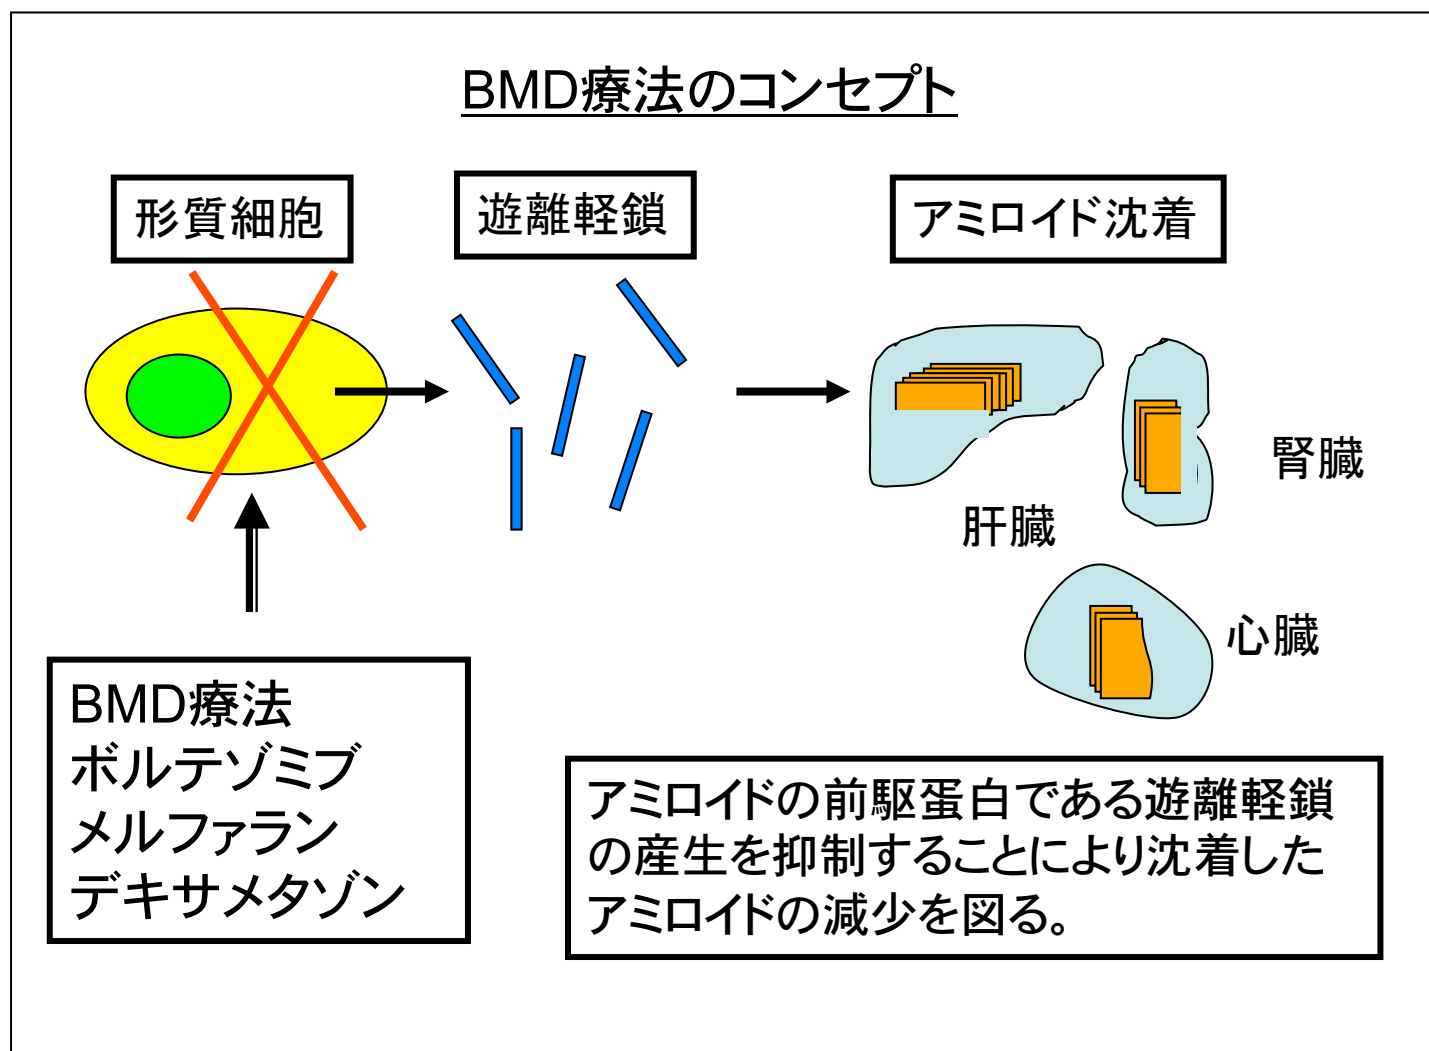 BMD療法のコンセプト
形質細胞
遊離軽鎖
アミロイド沈着
腎臓
肝臓
心臓
BMD療法
ボルテゾミブ
メルファラン
デキサメタゾン
アミロイドの前駆蛋白である遊離軽鎖
の産生を抑制することにより沈着した
アミロイドの減少を図る。